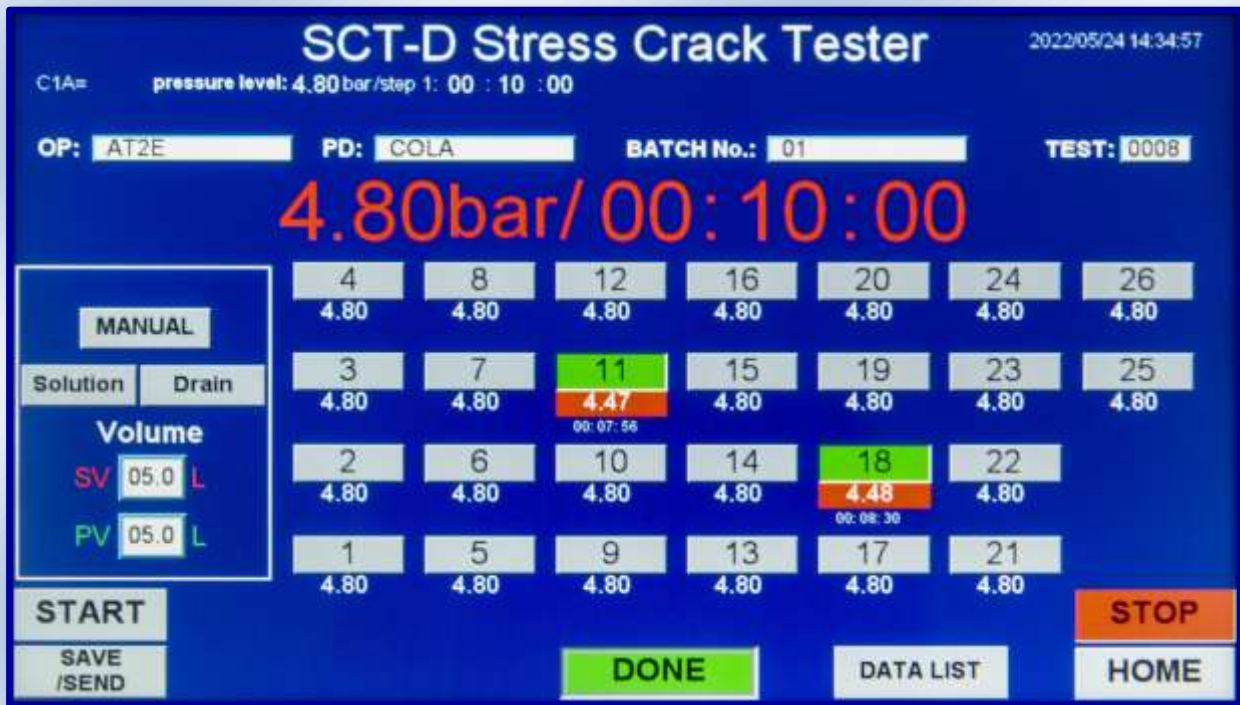 SCT-D Stress Crack Tester
2022/05/24 14:34:57
C1A= pressure level: 4.80 bar/step 1: 00 : 10 :00
OP: AT2E PD: COLA BATCH No.: 01 TEST: 0008
4.80bar/00:10:00
4 8 12 16 20 24 26
4.80 4.80 4.80 4.80 4.80 4.80 4.80
MANUAL
3 7 11 15 19 23 25
4.80 4.80 4.47 4.80 4.80 4.80 4.80
00:07:56
Solution Drain
Volume
SV 05.0 L
PV 05.0 L
2 6 10 14 18 22
4.80 4.80 4.80 4.80 4.48 4.80
00:08:30
1 5 9 13 17 21
4.80 4.80 4.80 4.80 4.80 4.80
START
STOP
SAVE
/SEND
DONE
DATA LIST
HOME